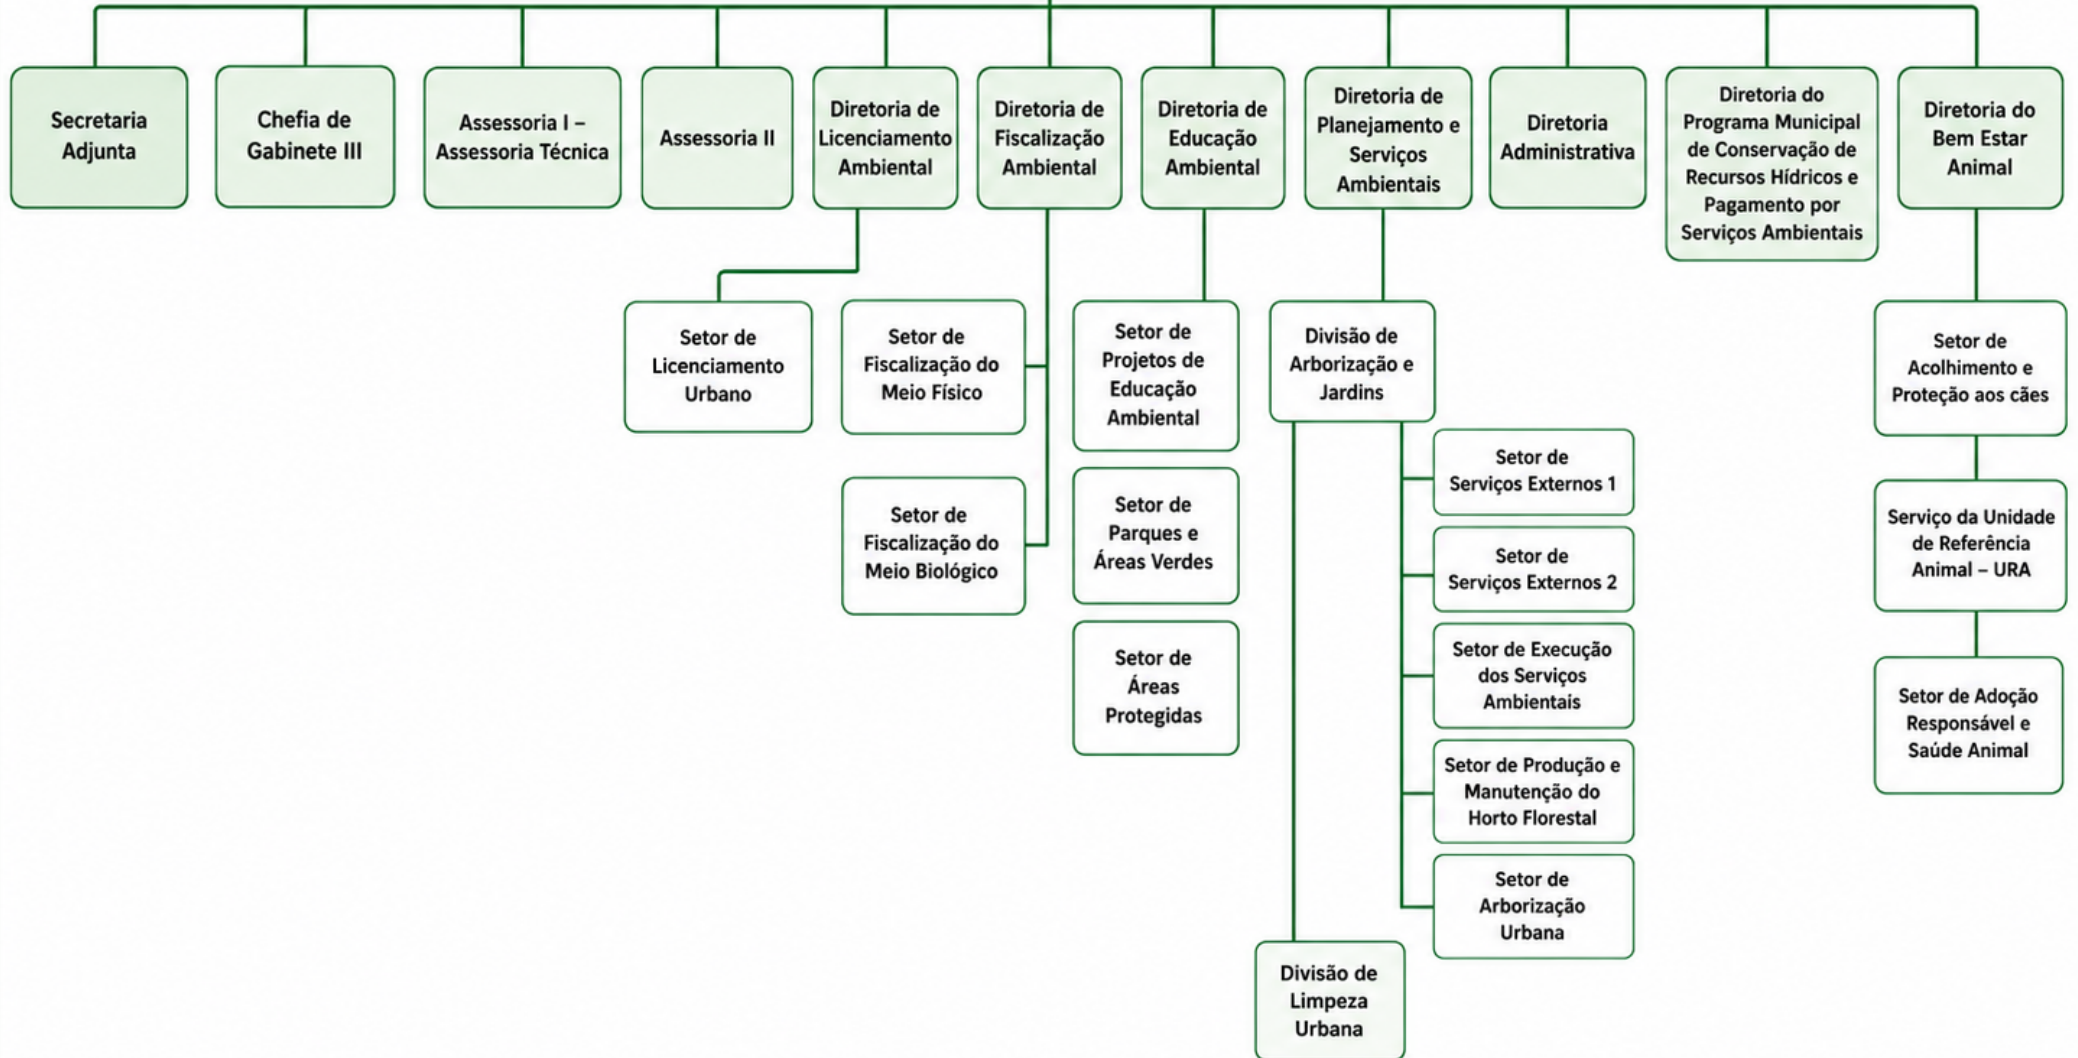 Secretaria
Adjunta
Chefia de
Gabinete III
Assessoria I –
Assessoria Técnica
Assessoria II
Diretoria de
Licenciamento
Ambiental
Diretoria de
Fiscalização
Ambiental
Diretoria de
Educação
Ambiental
Diretoria de
Planejamento e
Serviços
Ambientais
Diretoria
Administrativa
Diretoria do
Programa Municipal
de Conservação de
Recursos Hídricos e
Pagamento por
Serviços Ambientais
Diretoria do
Bem Estar
Animal
Setor de
Licenciamento
Urbano
Setor de
Fiscalização do
Meio Físico
Setor de
Fiscalização do
Meio Biológico
Setor de
Projetos de
Educação
Ambiental
Setor de
Parques e
Áreas Verdes
Setor de
Áreas
Protegidas
Divisão de
Arborização e
Jardins
Setor de
Serviços Externos 1
Setor de
Serviços Externos 2
Setor de Execução
dos Serviços
Ambientais
Setor de Produção e
Manutenção do
Horto Florestal
Setor de
Arborização
Urbana
Divisão de
Limpeza
Urbana
Setor de
Acolhimento e
Proteção aos cães
Serviço da Unidade
de Referência
Animal – URA
Setor de Adoção
Responsável e
Saúde Animal